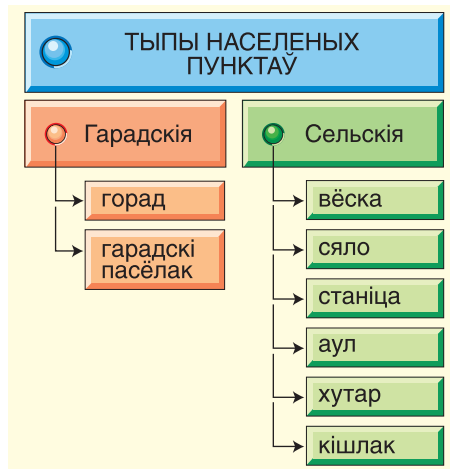 ТЫПЫ НАСЕЛЕНЫХ
ПУНКТАЎ
Гарадскія
горад
гарадскі
пасёлак
Сельскія
вёска
сяло
станіца
аул
хутар
кішлак